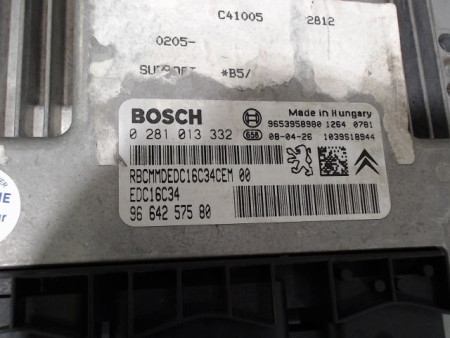 C41005 2812
0205-
*B5/
BOSCH
Made in Hungary
0 281 013 332
9653958980 1264 0781
658 08-04-26 1039S18944
RBCMMDEDC16C34CEM 00
EDC16C34
96 642 575 80